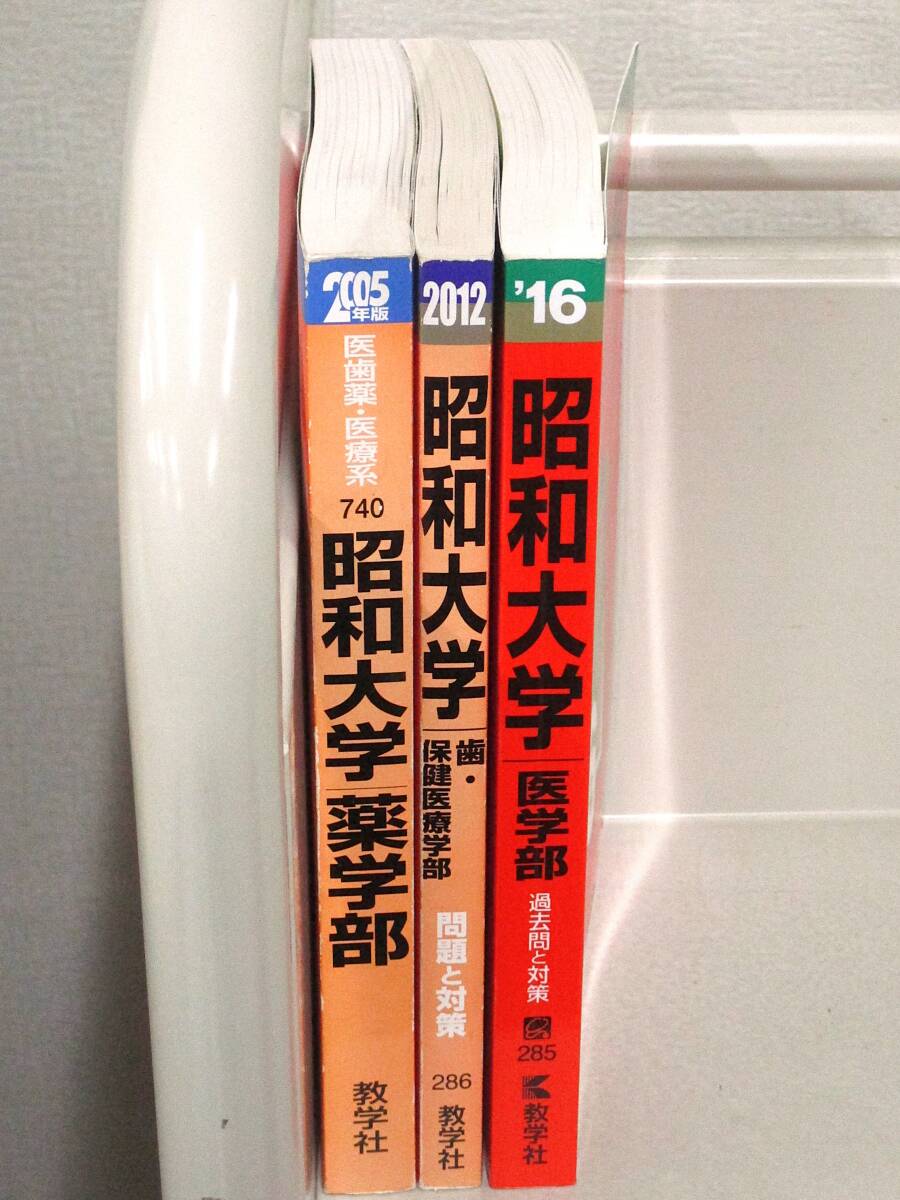 2005
年版
医歯薬・医療系
740
昭和大学
薬学部
教学社
2012
昭和大学
歯・
保健医療学部
問題と対策
286
教学社
'16
昭和大学
医学部
過去問と対策
285
教学社